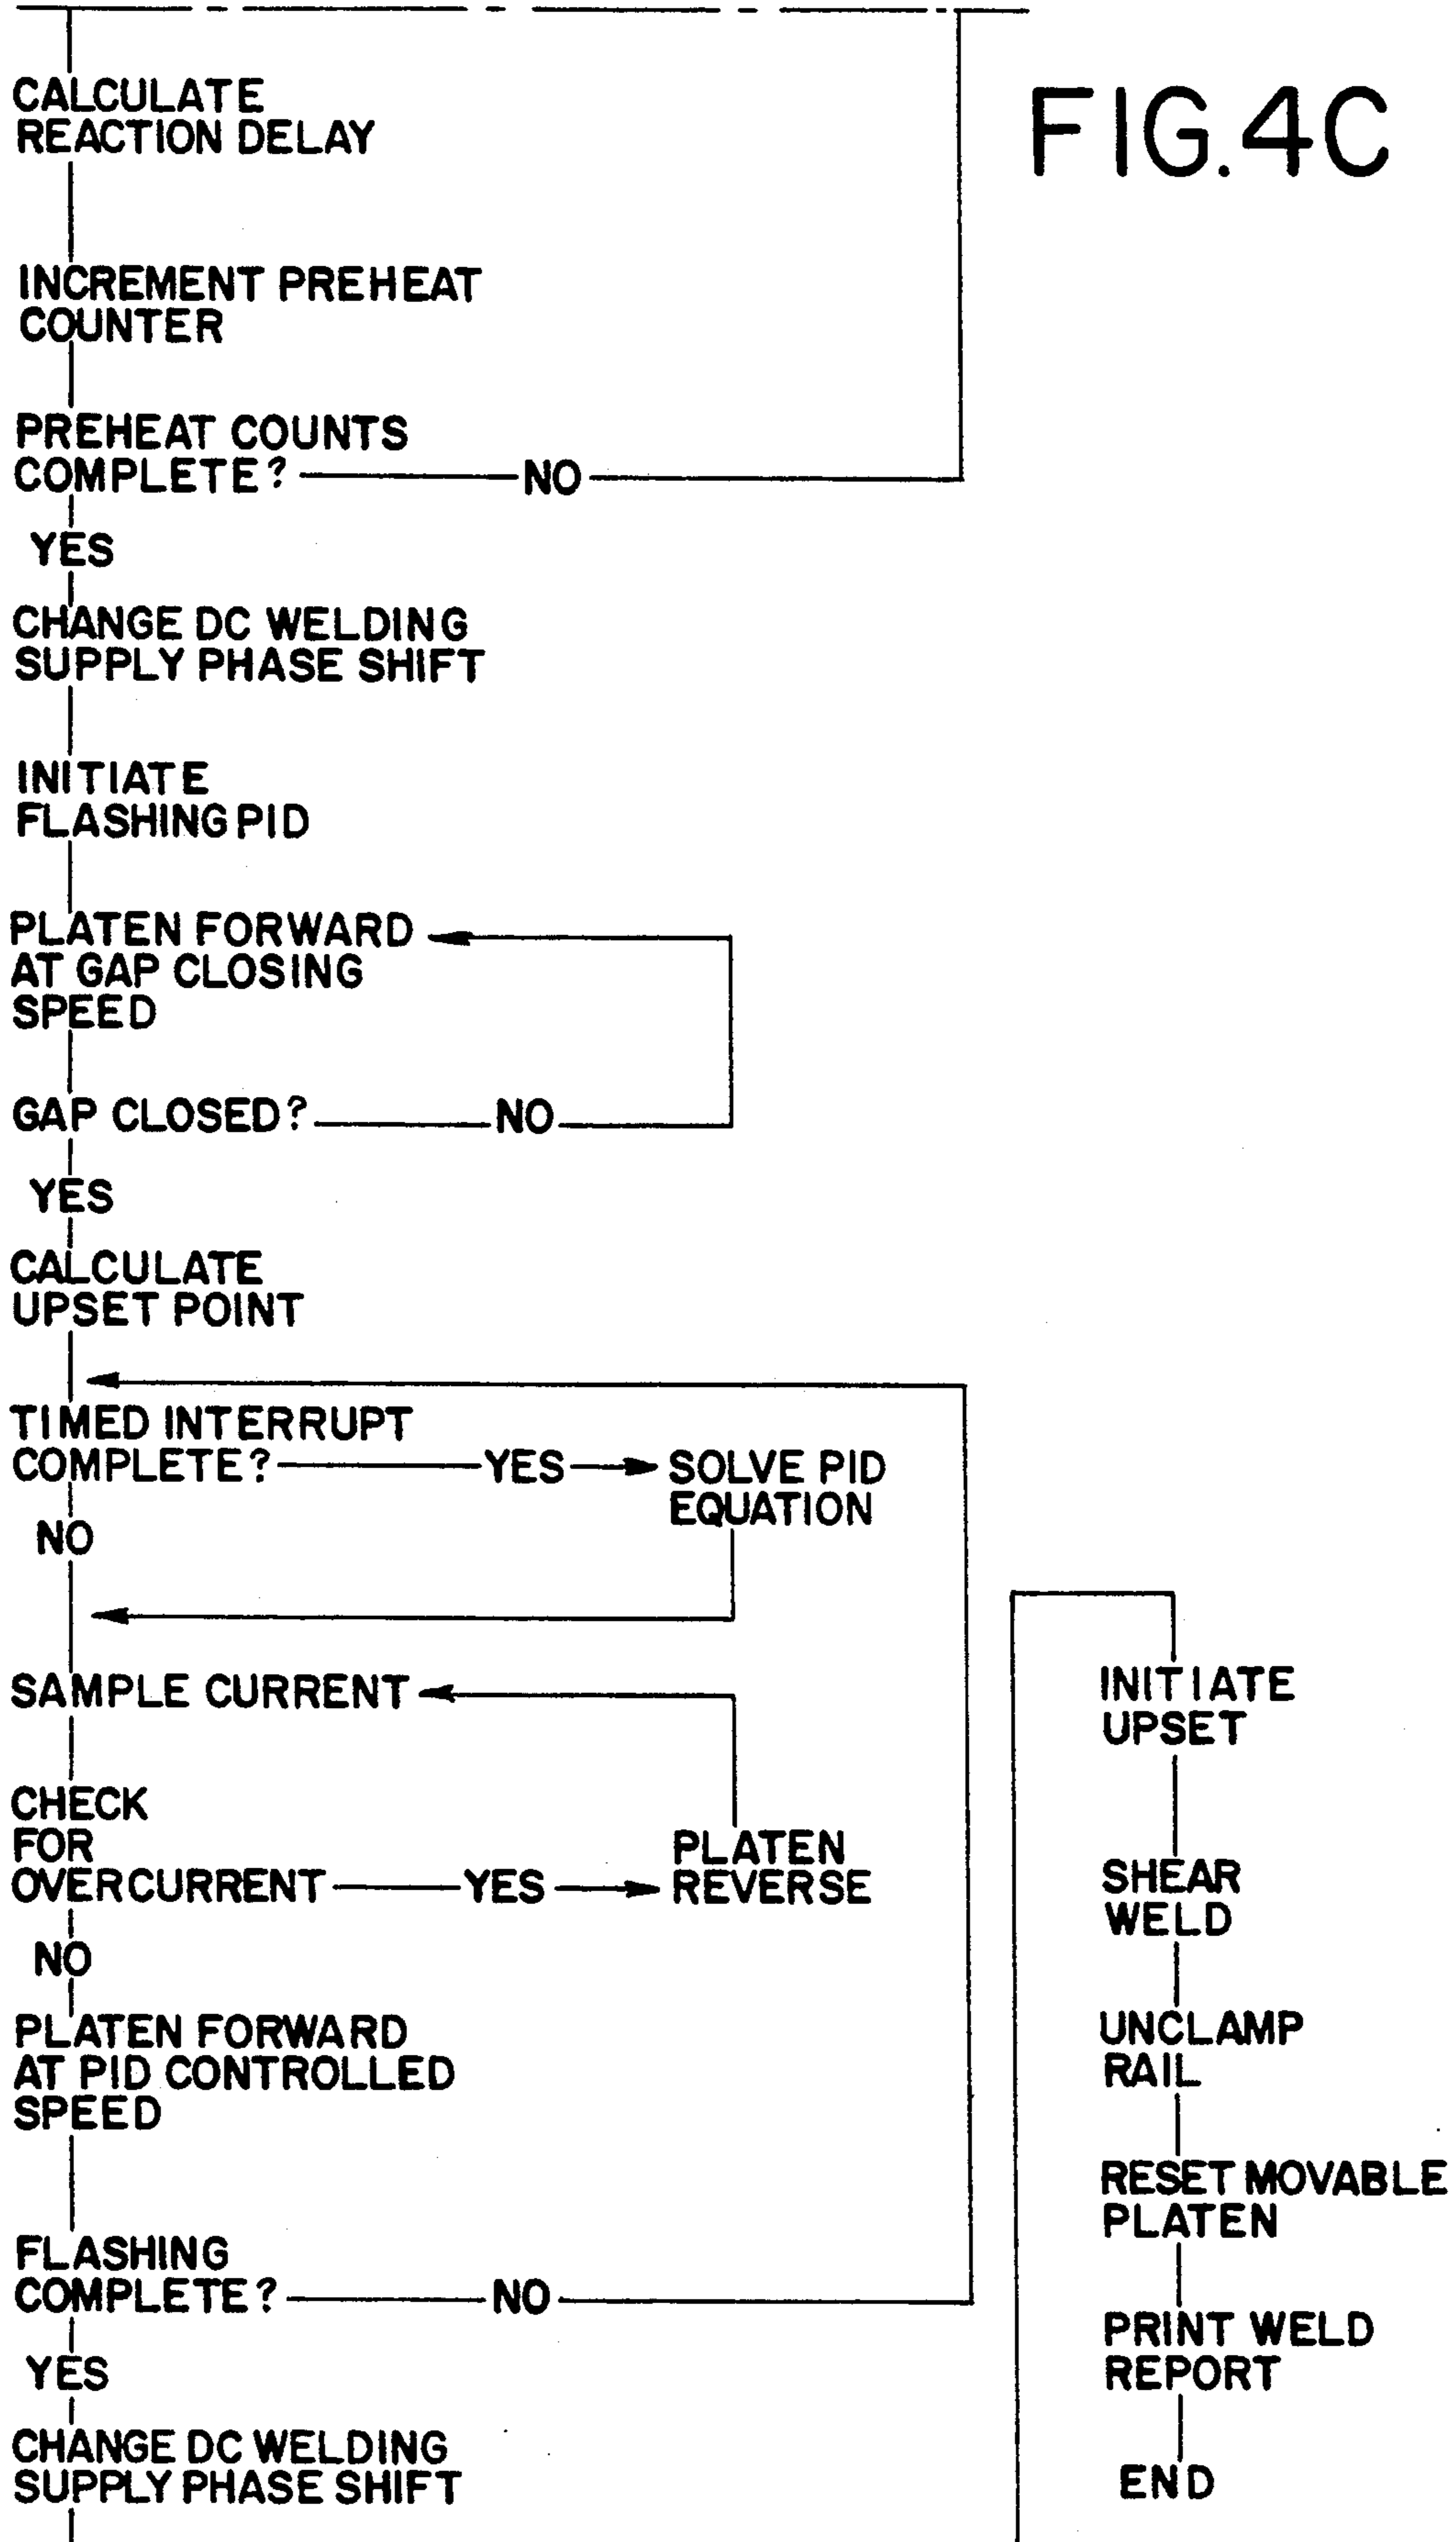 FIG.4C
CALCULATE
REACTION DELAY
INCREMENT PREHEAT
COUNTER
PREHEAT COUNTS
COMPLETE?
NO
YES
CHANGE DC WELDING
SUPPLY PHASE SHIFT
INITIATE
FLASHING PID
PLATEN FORWARD
AT GAP CLOSING
SPEED
GAP CLOSED?
NO
YES
CALCULATE
UPSET POINT
TIMED INTERRUPT
COMPLETE?
YES
SOLVE PID
EQUATION
NO
SAMPLE CURRENT
CHECK
FOR
OVERCURRENT
YES
PLATEN
REVERSE
NO
PLATEN FORWARD
AT PID CONTROLLED
SPEED
FLASHING
COMPLETE?
NO
YES
CHANGE DC WELDING
SUPPLY PHASE SHIFT
INITIATE
UPSET
SHEAR
WELD
UNCLAMP
RAIL
RESET MOVABLE
PLATEN
PRINT WELD
REPORT
END